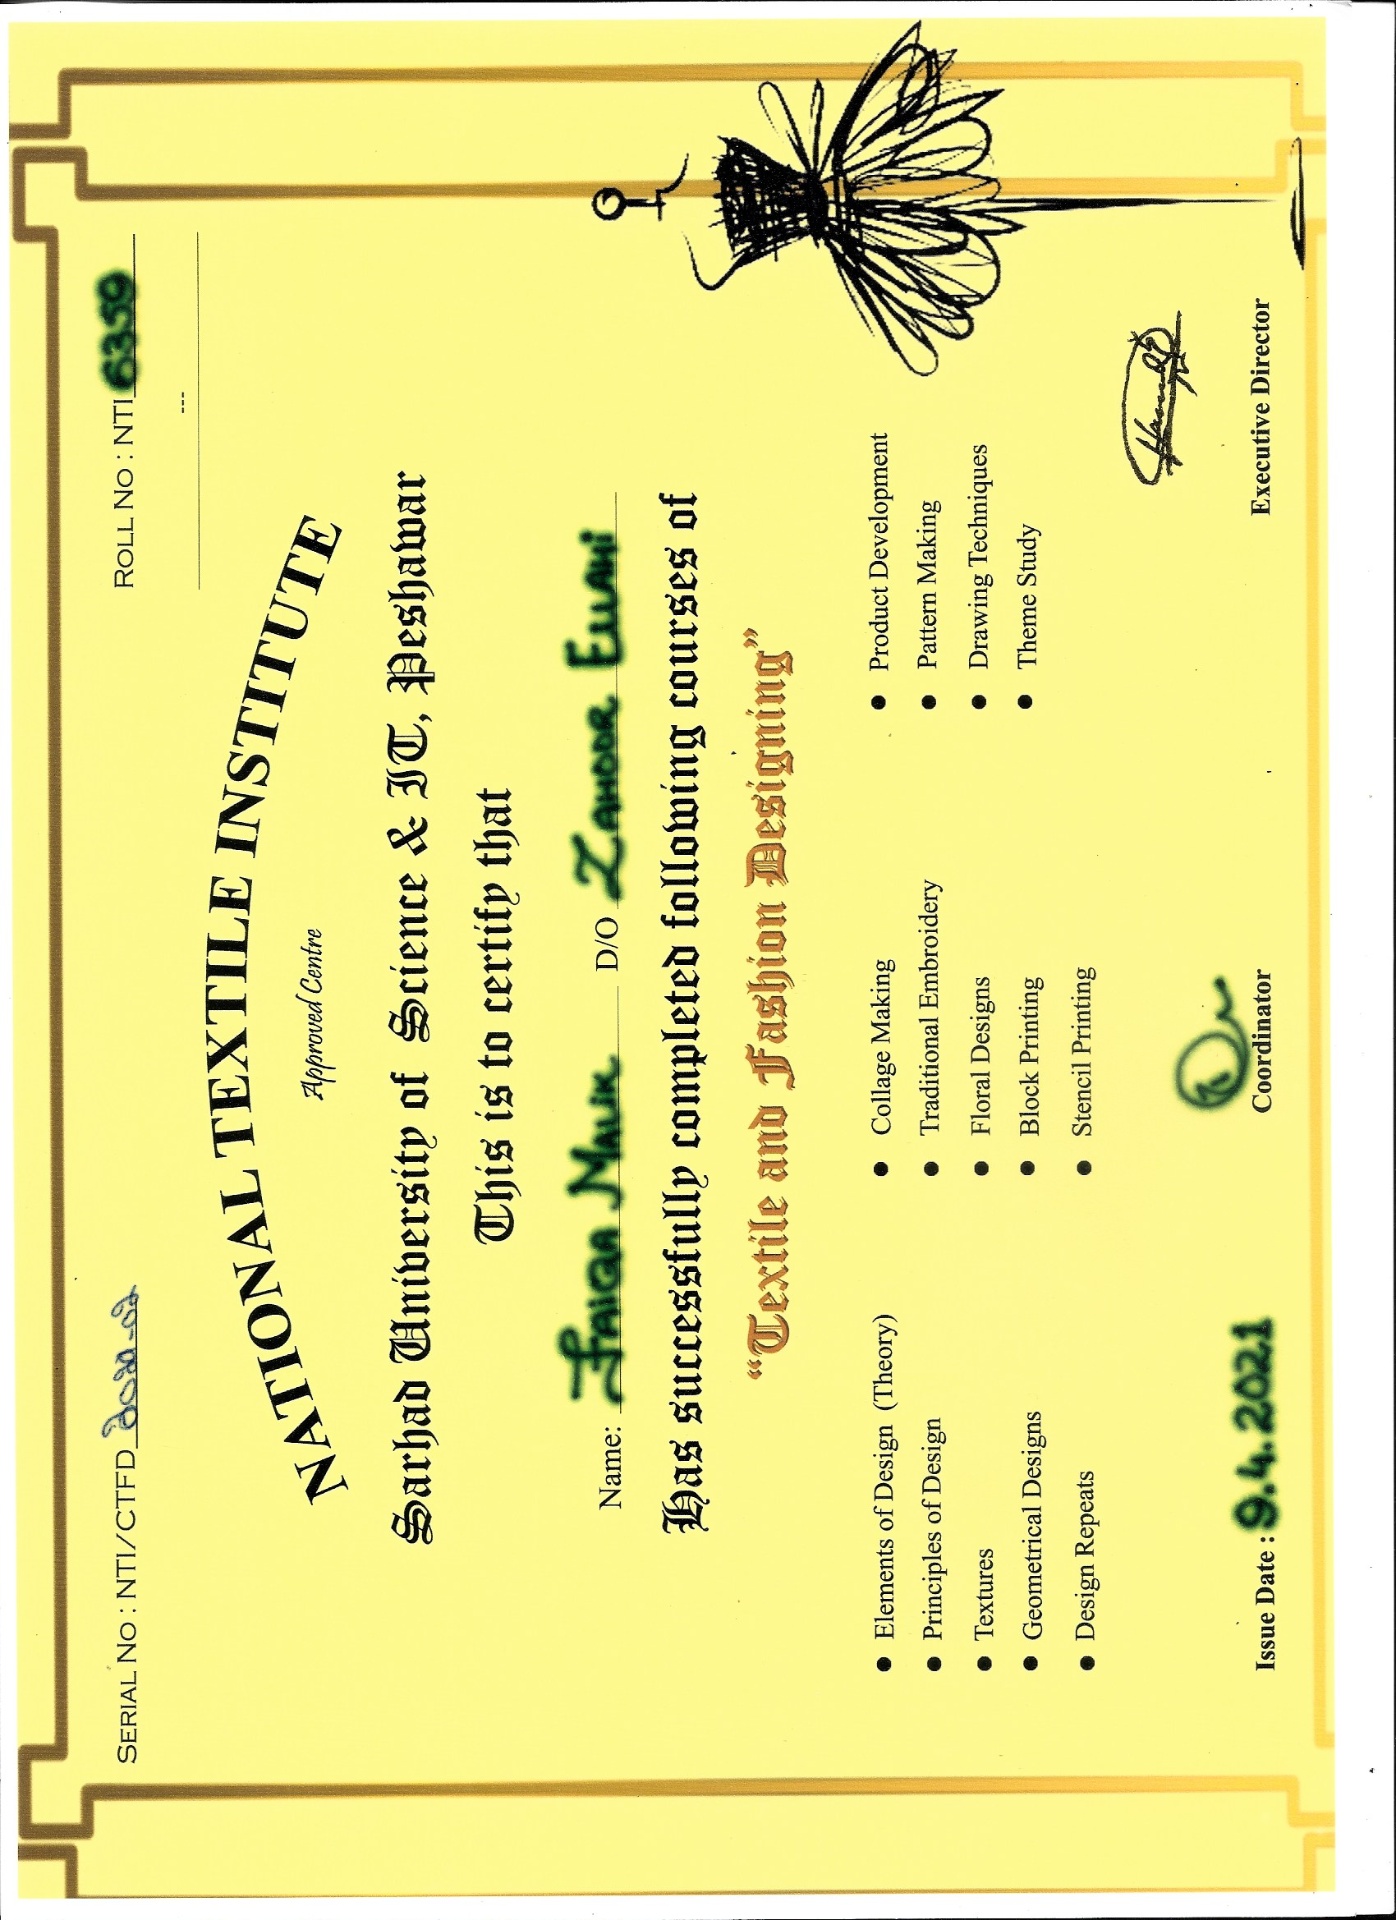 SERIAL NO : NTI/CTFD 2020-02
ROLL NO : NTI 6359
---
NATIONAL TEXTILE INSTITUTE
Approved Centre
Sarhad University of Science & IT, Peshawar
This is to certify that
Name: FAIQA MALIK D/O ZAHOOR ELLAHI
Has successfully completed following courses of
“Textile and Fashion Designing”
● Elements of Design (Theory)
● Principles of Design
● Textures
● Geometrical Designs
● Design Repeats
● Collage Making
● Traditional Embroidery
● Floral Designs
● Block Printing
● Stencil Printing
● Product Development
● Pattern Making
● Drawing Techniques
● Theme Study
Issue Date : 9.4.2021
Coordinator
Executive Director